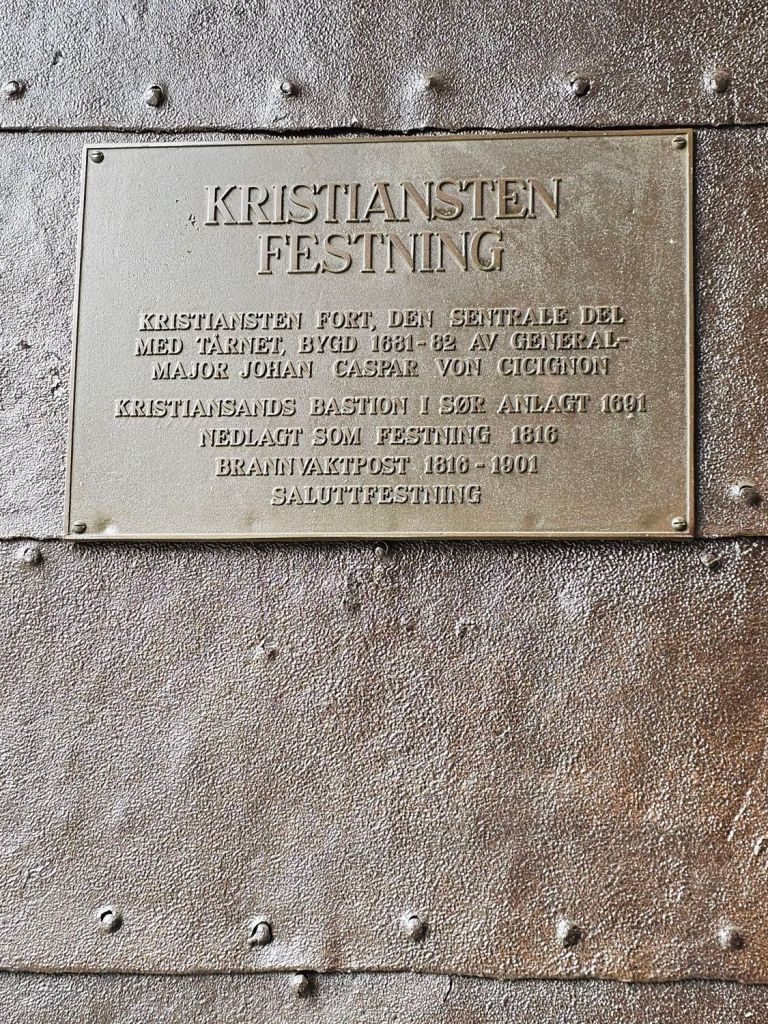 KRISTIANSTEN
FESTNING
KRISTIANSTEN FORT, DEN SENTRALE DEL
MED TÅRNET, BYGD 1681-82 AV GENERAL-
MAJOR JOHAN CASPAR VON CICIGNON
KRISTIANSANDS BASTION I SØR ANLAGT 1691
NEDLAGT SOM FESTNING 1816
BRANNVAKTPOST 1816-1901
SALUTTFESTNING